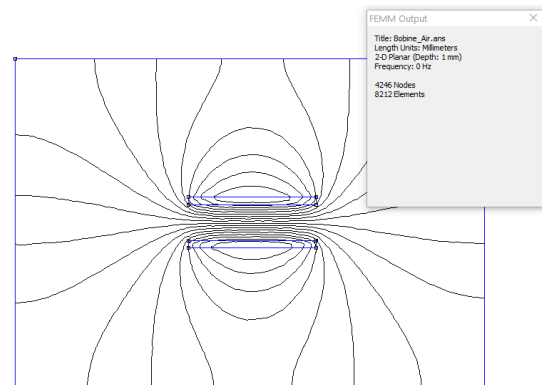 FEMM Output
Title: Bobine_Air.ans
Length Units: Millimeters
2-D Planar (Depth: 1 mm)
Frequency: 0 Hz
4246 Nodes
8212 Elements